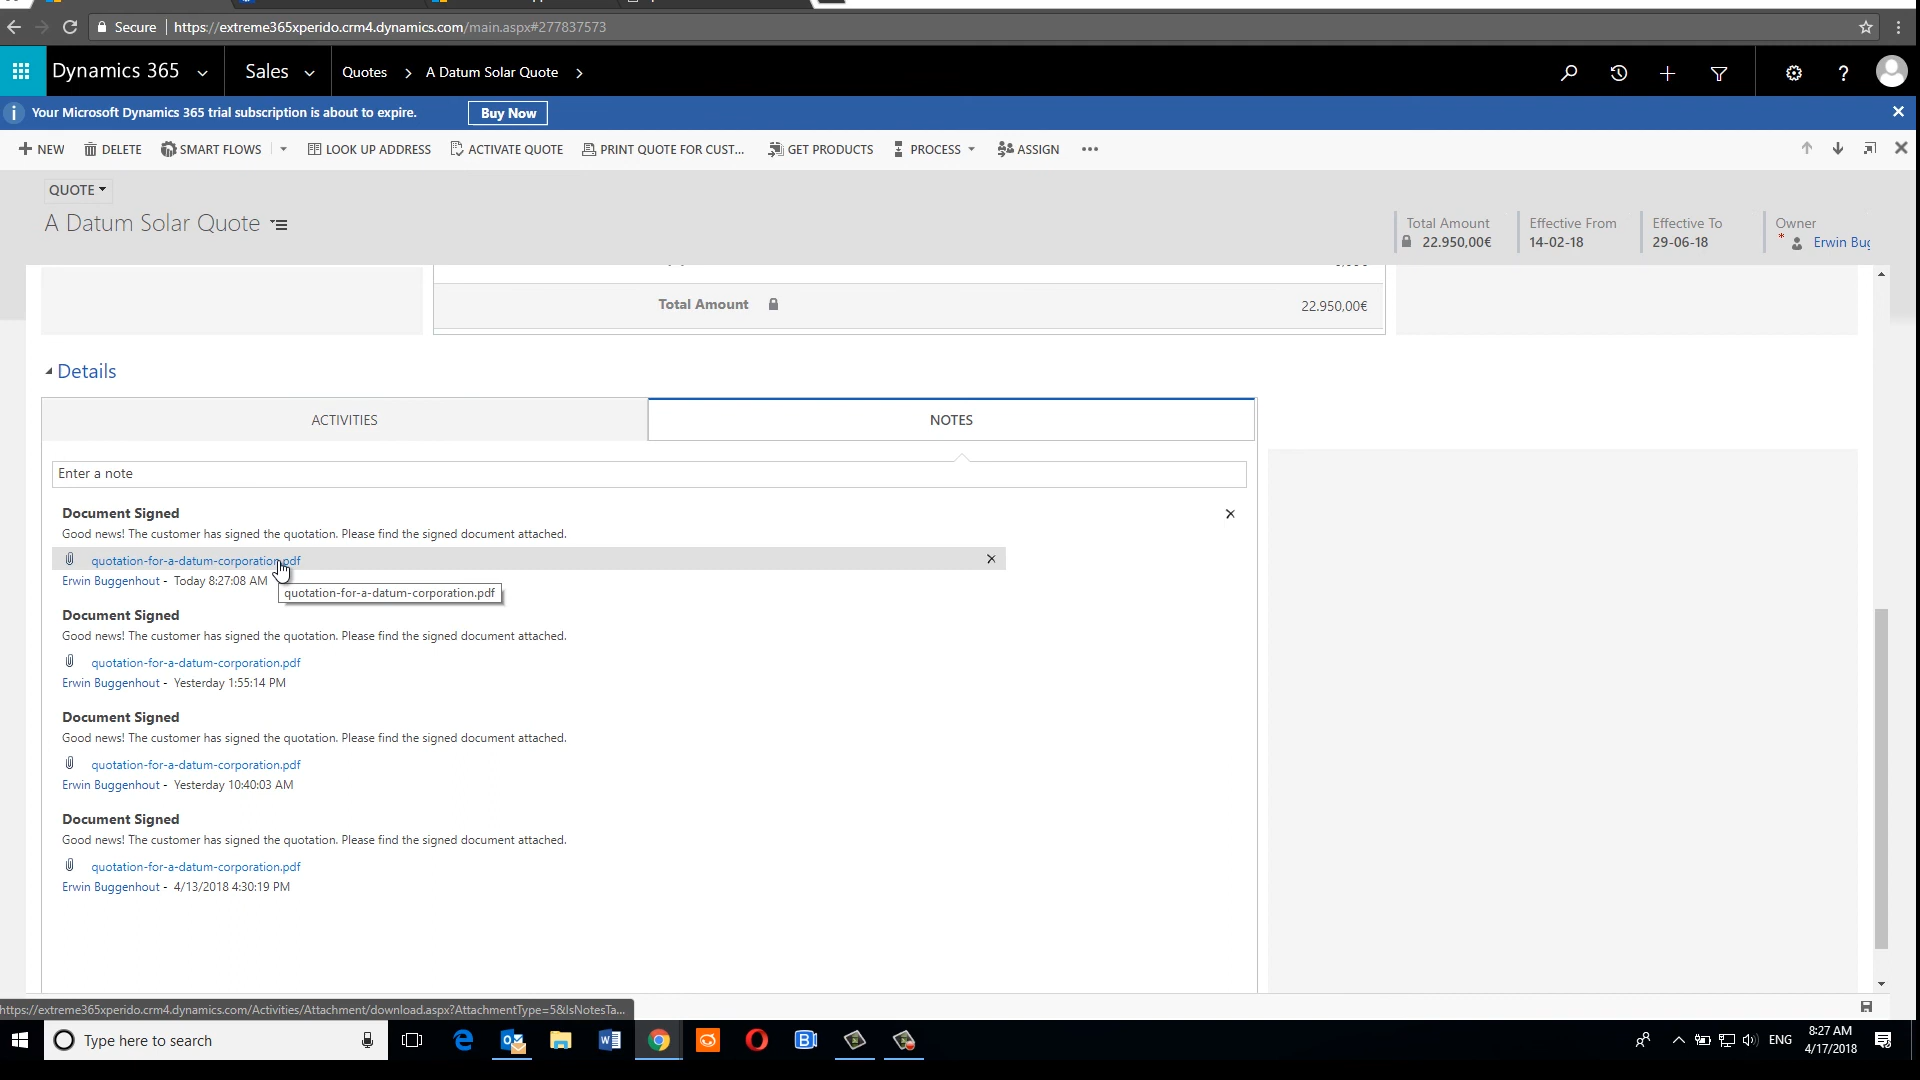 Secure https://extreme365xperido.crm4.dynamics.com/main.aspx#277837573
Dynamics 365 Sales Quotes > A Datum Solar Quote >
Your Microsoft Dynamics 365 trial subscription is about to expire. Buy Now
NEW DELETE SMART FLOWS LOOK UP ADDRESS ACTIVATE QUOTE PRINT QUOTE FOR CUST... GET PRODUCTS PROCESS ASSIGN
QUOTE
A Datum Solar Quote
Total Amount Effective From Effective To Owner
22.950,00€ 14-02-18 29-06-18 * Erwin Bug
Total Amount 22.950,00€
Details
ACTIVITIES NOTES
Enter a note
Document Signed
Good news! The customer has signed the quotation. Please find the signed document attached.
quotation-for-a-datum-corporation.pdf
Erwin Buggenhout - Today 8:27:08 AM
quotation-for-a-datum-corporation.pdf
Document Signed
Good news! The customer has signed the quotation. Please find the signed document attached.
quotation-for-a-datum-corporation.pdf
Erwin Buggenhout - Yesterday 1:55:14 PM
Document Signed
Good news! The customer has signed the quotation. Please find the signed document attached.
quotation-for-a-datum-corporation.pdf
Erwin Buggenhout - Yesterday 10:40:03 AM
Document Signed
Good news! The customer has signed the quotation. Please find the signed document attached.
quotation-for-a-datum-corporation.pdf
Erwin Buggenhout - 4/13/2018 4:30:19 PM
https://extreme365xperido.crm4.dynamics.com/Activities/Attachment/download.aspx?AttachmentType=5&IsNotesTa...
Type here to search
ENG
8:27 AM
4/17/2018